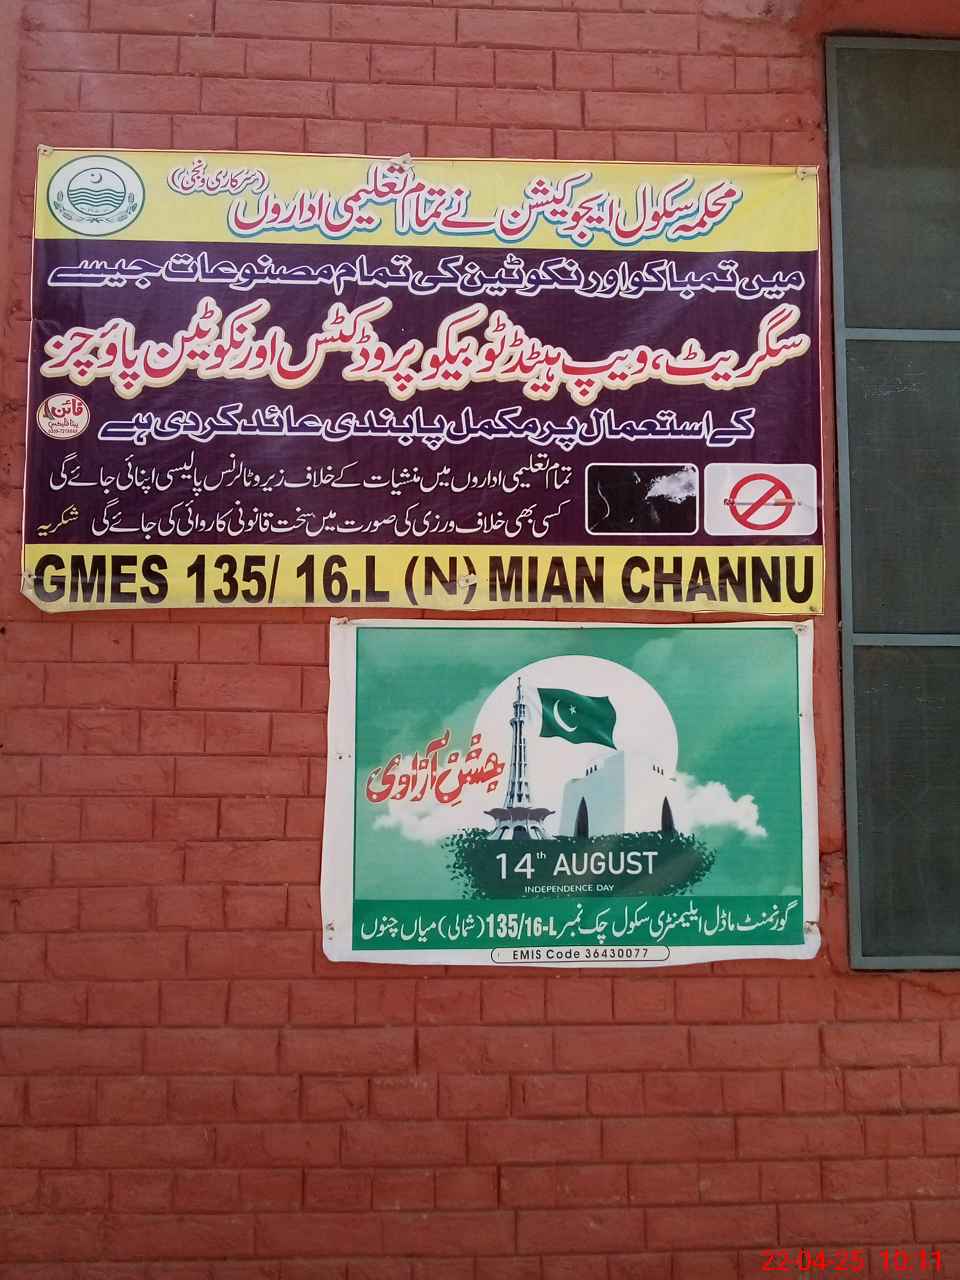 محکمہ سکول ایجوکیشن نے تمام تعلیمی اداروں (سرکاری و نجی)
میں تمباکو اور نکوٹین کی تمام مصنوعات جیسے
سگریٹ، ویپ ہیٹڈ ٹوبیکو پروڈکٹس اور نکوٹین پاؤچز
کے استعمال پر مکمل پابندی عائد کر دی ہے
تمام تعلیمی اداروں میں منشیات کے خلاف زیرو ٹالرنس پالیسی اپنائی جائے گی
کسی بھی خلاف ورزی کی صورت میں سخت قانونی کاروائی کی جائے گی شکریہ
GMES 135/ 16.L (N) MIAN CHANNU
جشنِ آزادی
14th AUGUST
INDEPENDENCE DAY
گورنمنٹ ماڈل ایلیمنٹری سکول چک نمبر 135/16-L (شمالی) میاں چنوں
EMIS Code 36430077
22-04-25 10:11